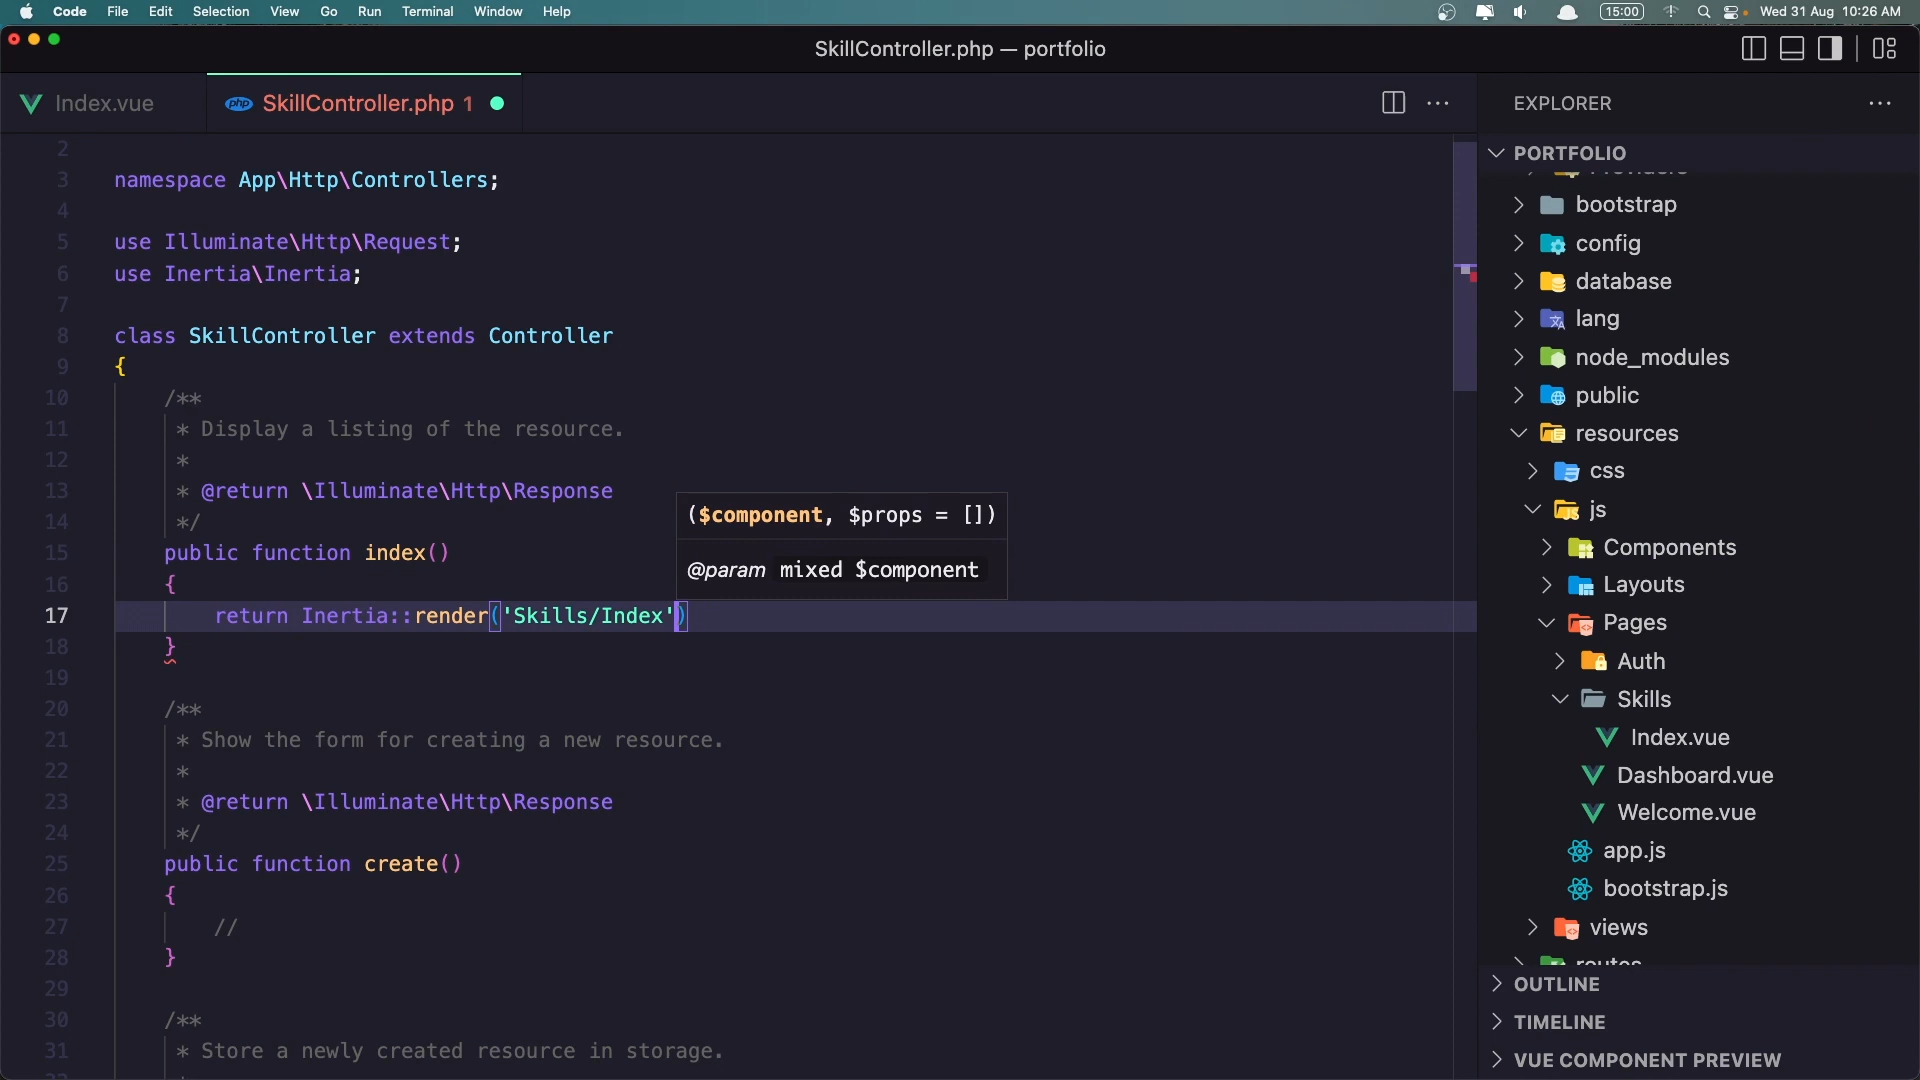 Code File Edit Selection View Go Run Terminal Window Help 15:00 Wed 31 Aug 10:26 AM
SkillController.php — portfolio
Index.vue
php SkillController.php 1
EXPLORER
2
3 namespace App\Http\Controllers;
4
5 use Illuminate\Http\Request;
6 use Inertia\Inertia;
7
8 class SkillController extends Controller
9 {
10 /**
11 * Display a listing of the resource.
12 *
13 * @return \Illuminate\Http\Response
14 */
15 public function index()
16 {
17 return Inertia::render('Skills/Index')
18 }
19
20 /**
21 * Show the form for creating a new resource.
22 *
23 * @return \Illuminate\Http\Response
24 */
25 public function create()
26 {
27 //
28 }
29
30 /**
31 * Store a newly created resource in storage.
($component, $props = [])
@param mixed $component
PORTFOLIO
Providers
bootstrap
config
database
lang
node_modules
public
resources
css
js
Components
Layouts
Pages
Auth
Skills
Index.vue
Dashboard.vue
Welcome.vue
app.js
bootstrap.js
views
routes
OUTLINE
TIMELINE
VUE COMPONENT PREVIEW